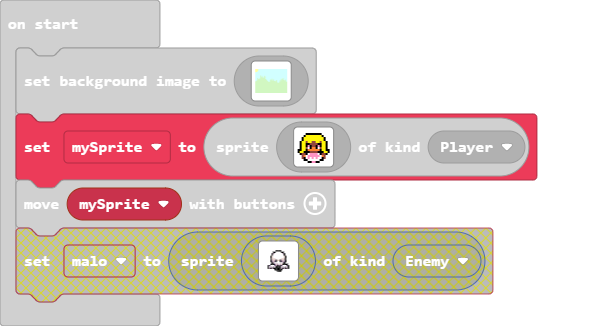 on start
set background image to
set mySprite to sprite of kind Player
move mySprite with buttons
set malo to sprite of kind Enemy